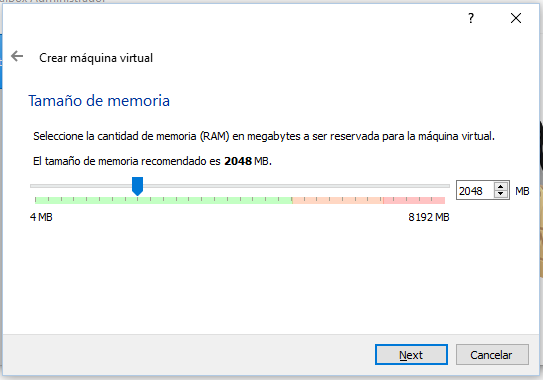 Administrador
?
Crear máquina virtual
Tamaño de memoria
Seleccione la cantidad de memoria (RAM) en megabytes a ser reservada para la máquina virtual.
El tamaño de memoria recomendado es 2048 MB.
2048 MB
4 MB 8192 MB
Next Cancelar